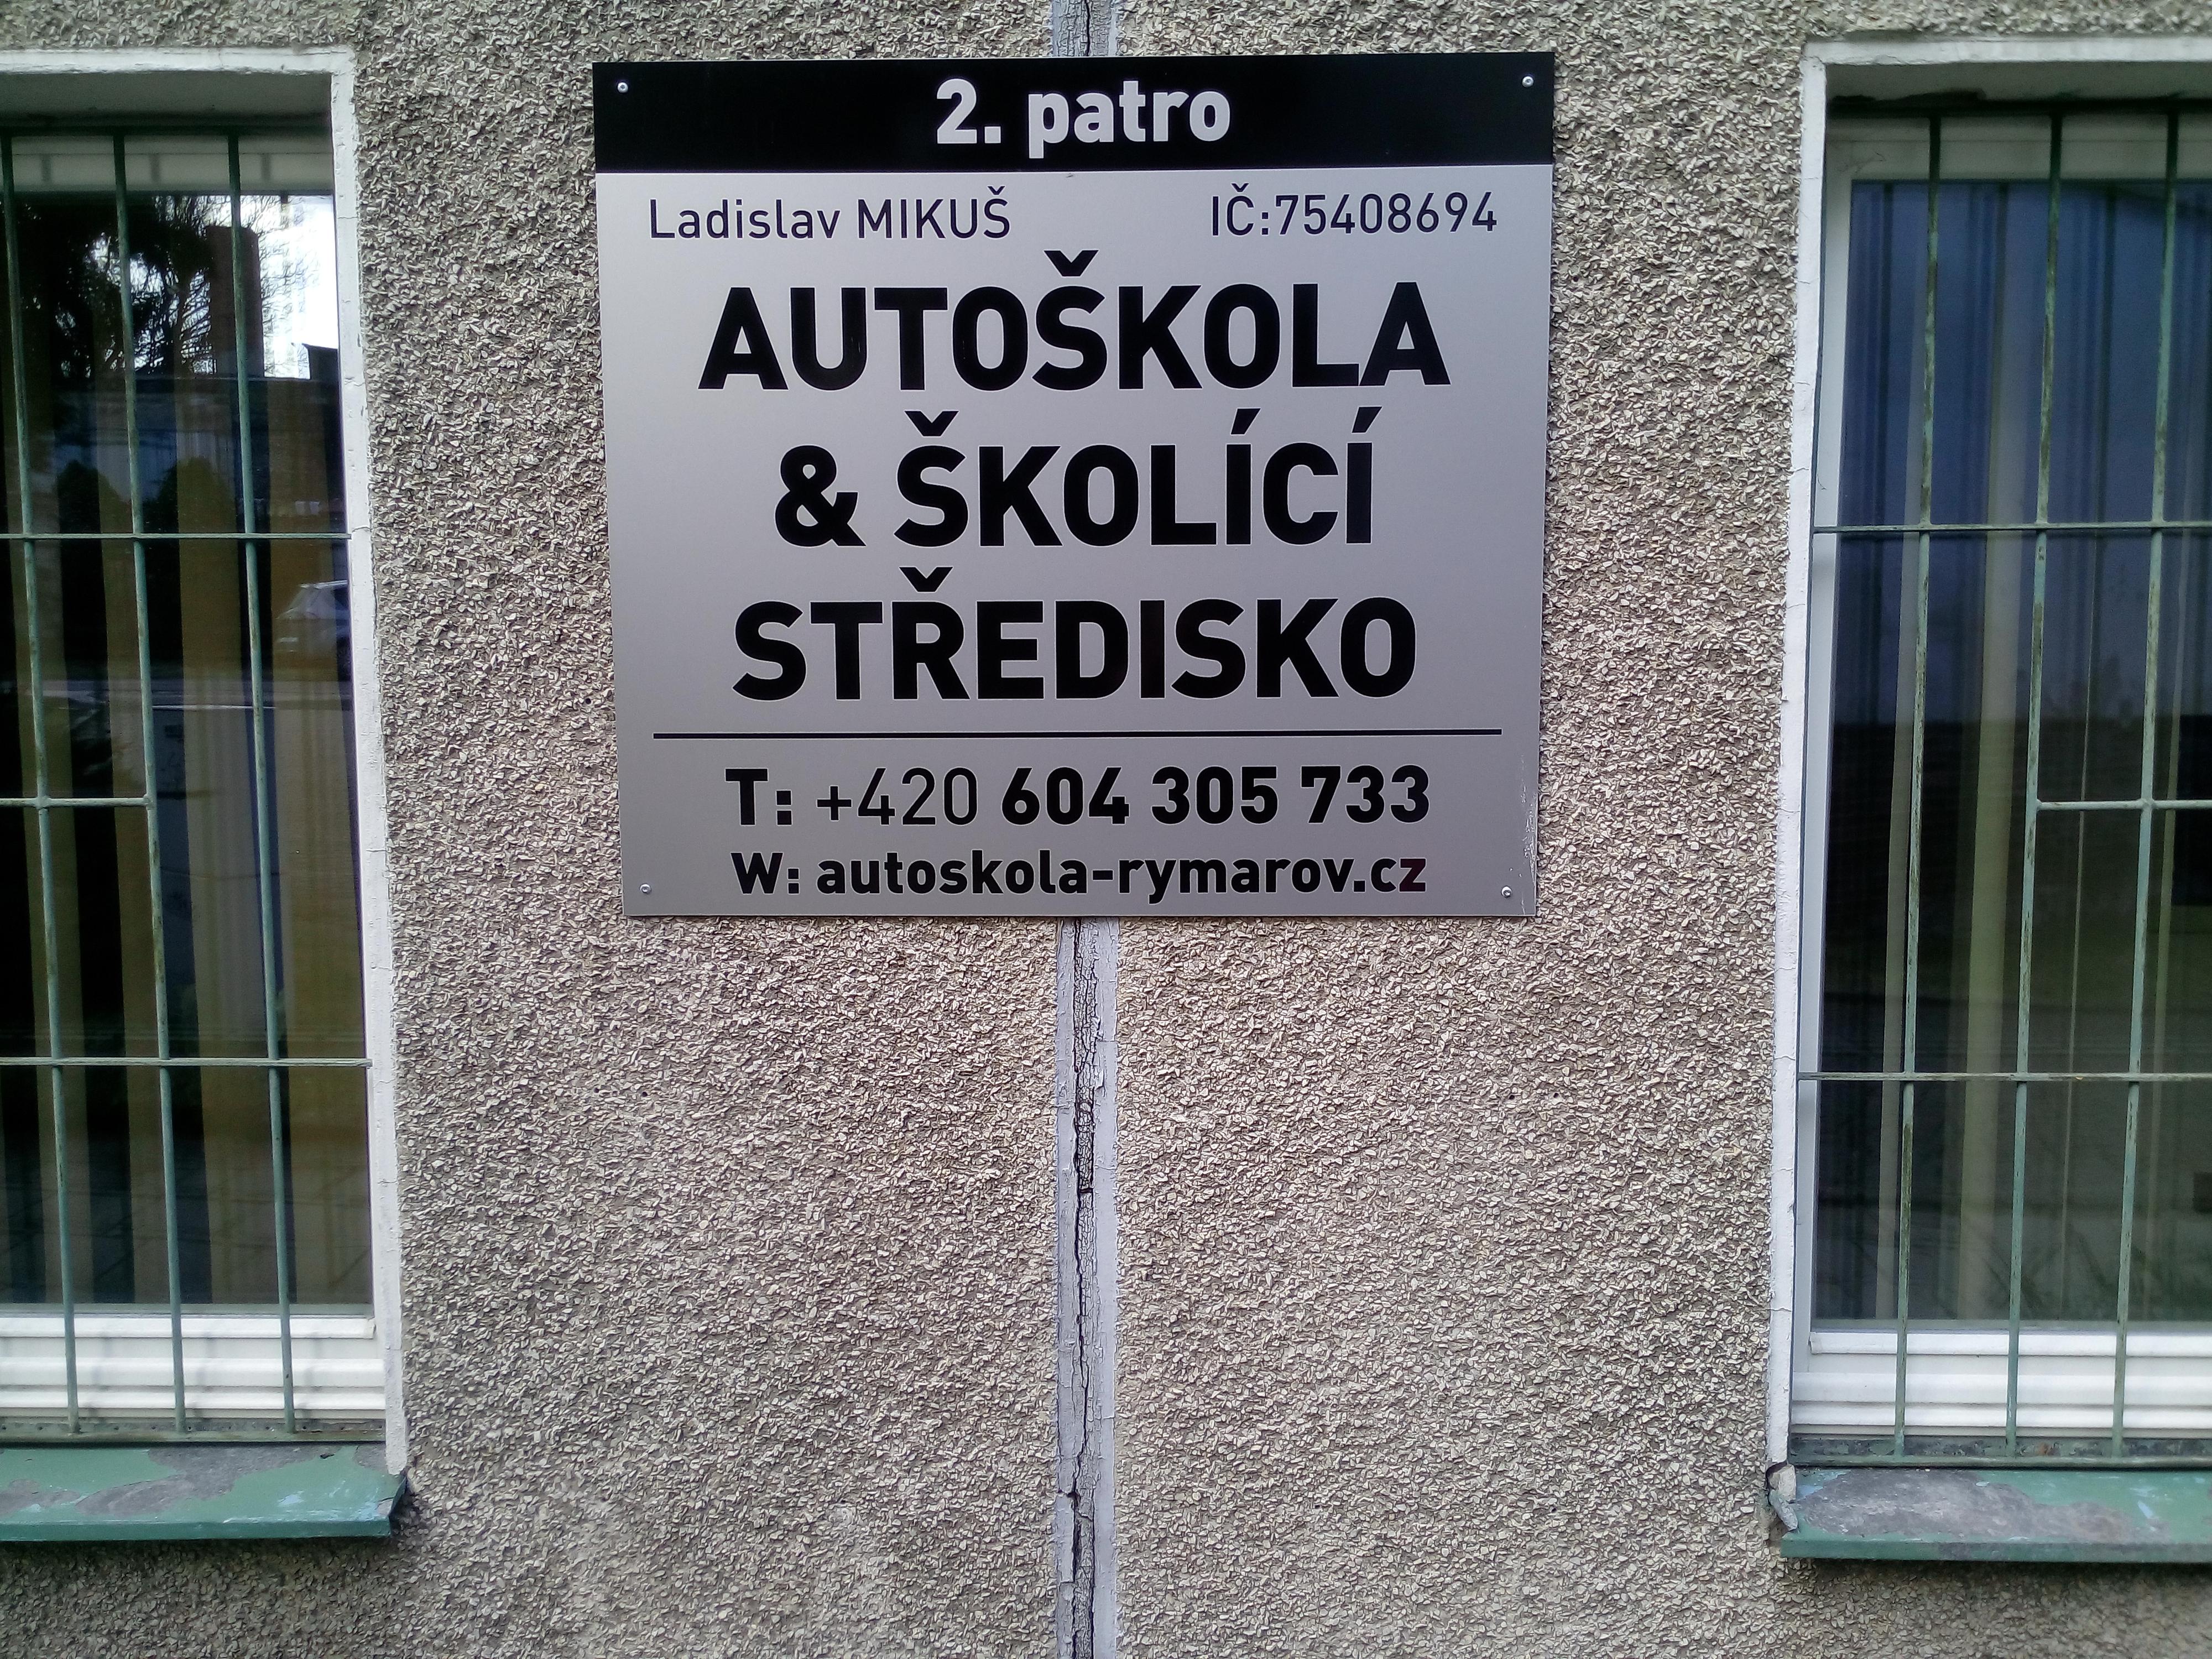 2. patro
Ladislav MIKUŠ IČ:75408694
AUTOŠKOLA
& ŠKOLÍCÍ
STŘEDISKO
T: +420 604 305 733
W: autoskola-rymarov.cz